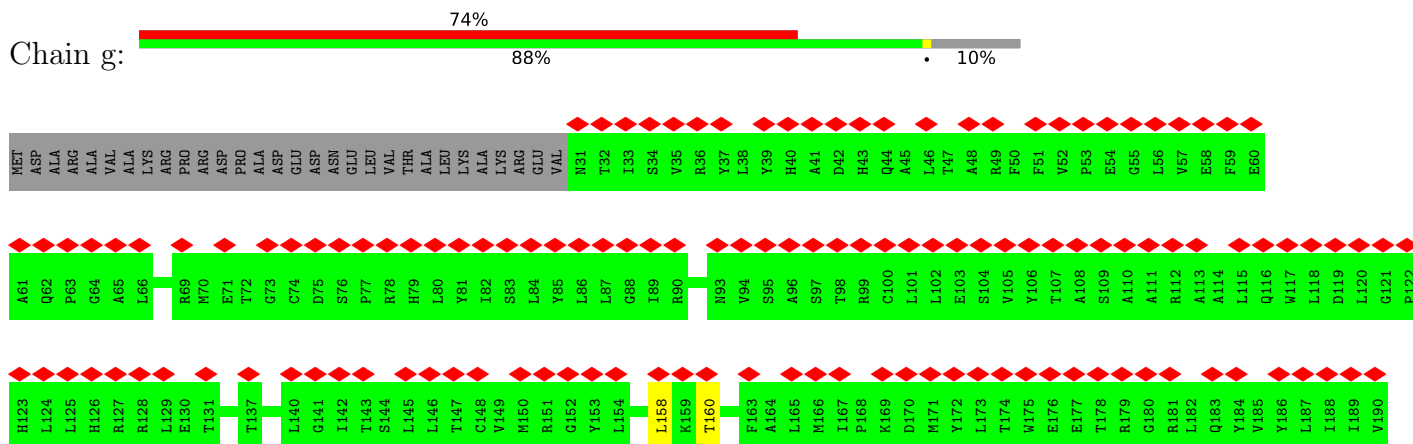 74%
Chain g:
88% • 10%
MET ASP ALA ARG ALA VAL ALA LYS ARG PRO ARG ASP PRO ALA ASP GLU ASP ASN GLU LEU VAL THR ALA LEU LYS ALA LYS ARG GLU VAL N31 T32 I33 S34 V35 R36 Y37 L38 Y39 H40 A41 D42 H43 Q44 A45 L46 T47 A48 R49 F50 F51 V52 P53 E54 G55 L56 V57 E58 F59 E60
A61 Q62 P63 G64 A65 L66 R69 M70 E71 T72 G73 C74 D75 S76 P77 R78 H79 L80 Y81 I82 S83 L84 Y85 L86 L87 G88 I89 R90 N93 V94 S95 A96 S97 T98 R99 C100 L101 L102 E103 S104 V105 Y106 T107 A108 S109 A110 A111 R112 A113 A114 L115 Q116 W117 L118 D119 L120 G121 P122
H123 L124 L125 H126 R127 R128 L129 E130 T131 T137 L140 G141 I142 T143 S144 L145 L146 T147 C148 V149 M150 R151 G152 Y153 L154 L158 K159 T160 F163 A164 L165 M166 I167 P168 K169 D170 M171 Y172 L173 T174 W175 E176 E177 T178 R179 G180 R181 L182 Q183 Y184 V185 Y186 L187 I188 I189 V190